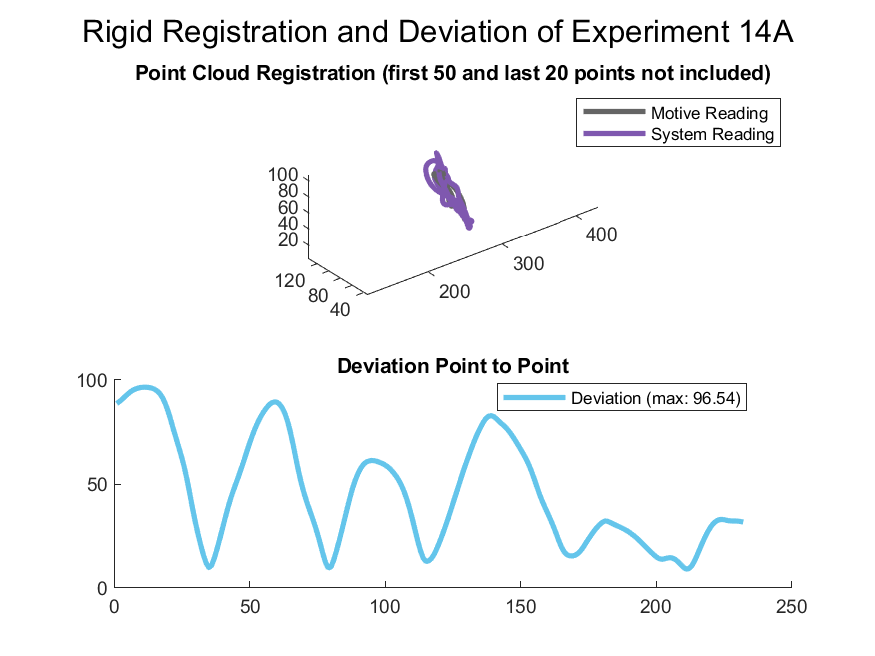 Rigid Registration and Deviation of Experiment 14A
Point Cloud Registration (first 50 and last 20 points not included)
Motive Reading
System Reading
100
80
60
40
20
120
80
40
200
300
400
Deviation Point to Point
Deviation (max: 96.54)
100
50
0
0 50 100 150 200 250